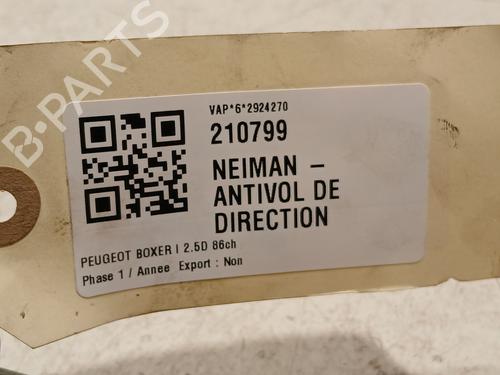 B-PARTS
VAP*6*2924270
210799
NEIMAN –
ANTIVOL DE
DIRECTION
PEUGEOT BOXER I 2.5D 86ch
Phase 1 / Annee Export : Non